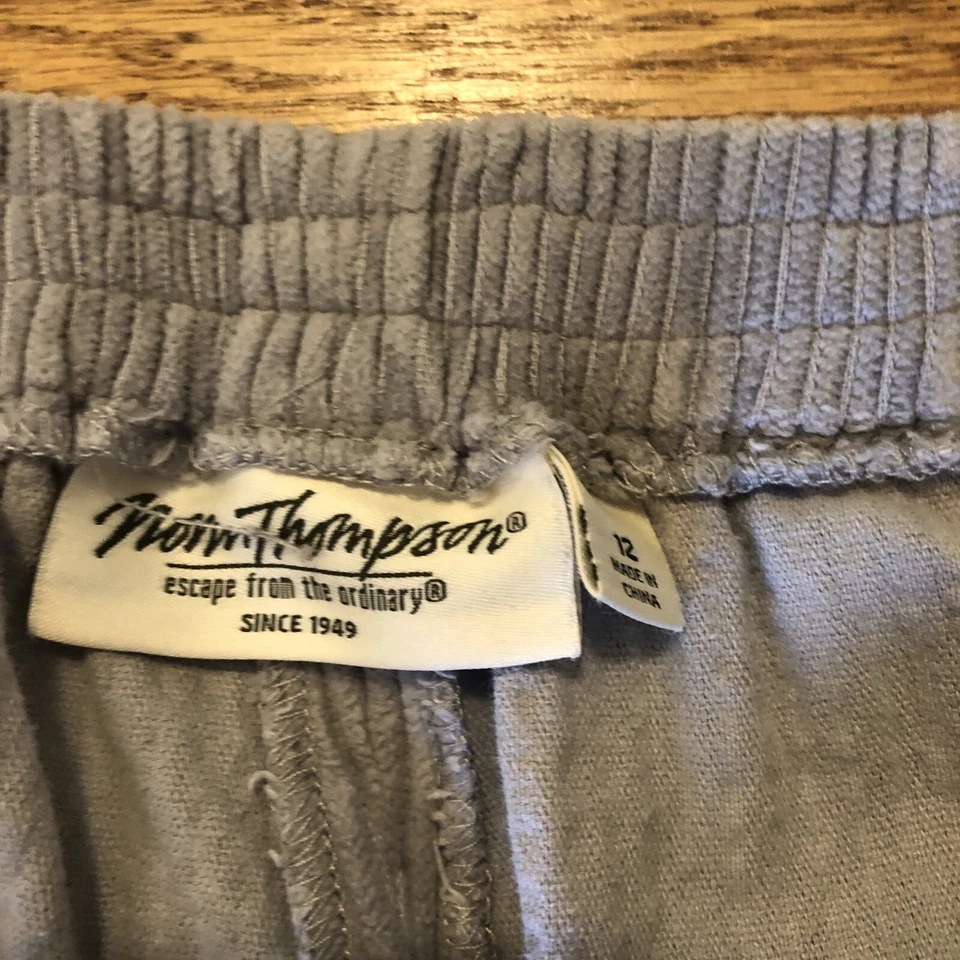 Norm Thompson®
escape from the ordinary®
SINCE 1949
12
MADE IN
CHINA